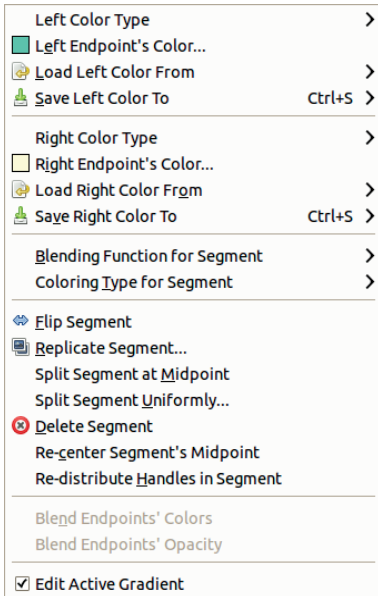 Left Color Type
Left Endpoint's Color...
Load Left Color From
Save Left Color To Ctrl+S
Right Color Type
Right Endpoint's Color...
Load Right Color From
Save Right Color To Ctrl+S
Blending Function for Segment
Coloring Type for Segment
Flip Segment
Replicate Segment...
Split Segment at Midpoint
Split Segment Uniformly...
Delete Segment
Re-center Segment's Midpoint
Re-distribute Handles in Segment
Blend Endpoints' Colors
Blend Endpoints' Opacity
Edit Active Gradient